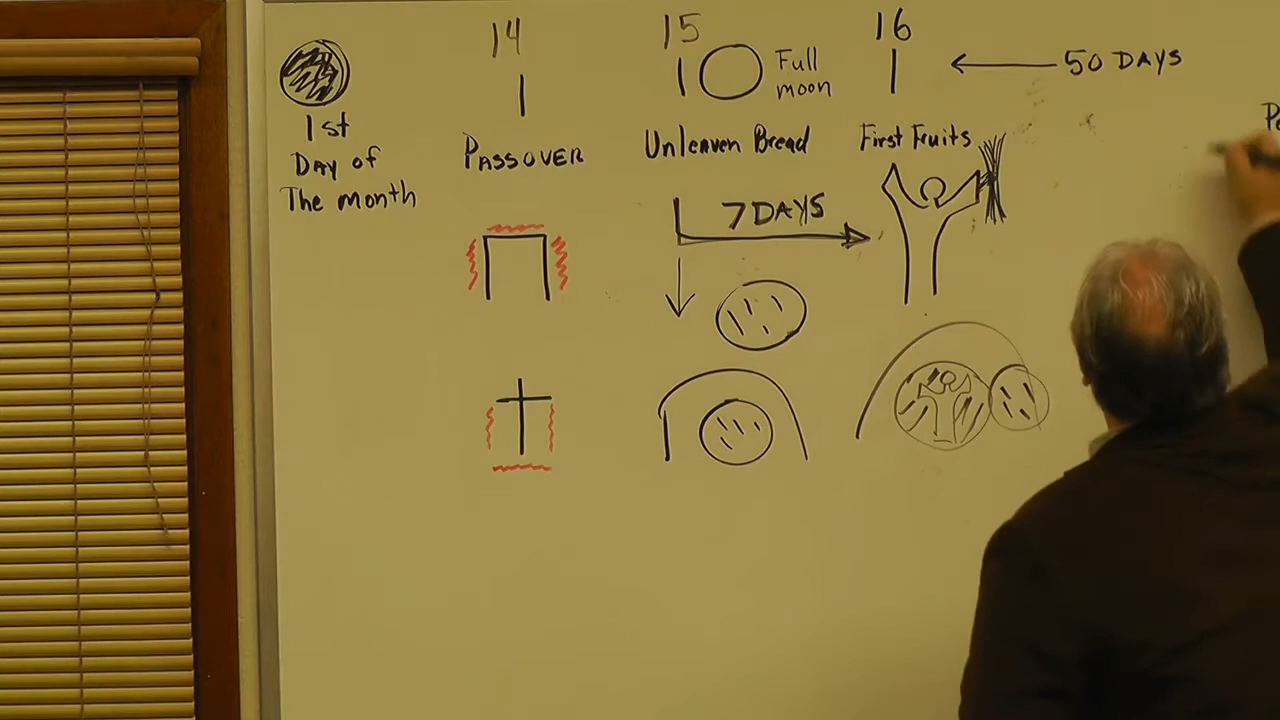 14
15
16
Full
moon
50 DAYS
1st
DAY of
The month
PASSOVER
Unleaven Bread
First Fruits
7 DAYS